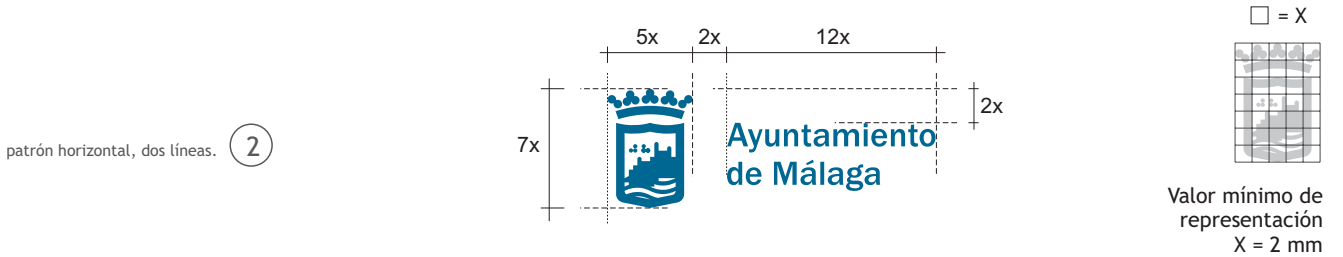 = X
5x 2x 12x
2x
7x
patrón horizontal, dos líneas. 2
Ayuntamiento
de Málaga
Valor mínimo de
representación
X = 2 mm